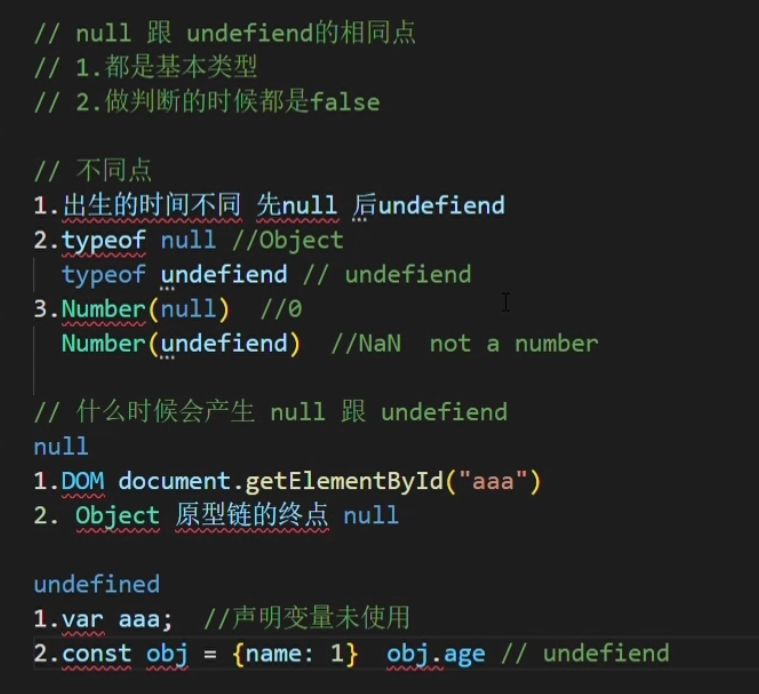 // null 跟 undefiend的相同点
// 1.都是基本类型
// 2.做判断的时候都是false
// 不同点
1.出生的时间不同 先null 后undefiend
2.typeof null //Object
typeof undefiend // undefiend
3.Number(null) //0
Number(undefiend) //NaN not a number
// 什么时候会产生 null 跟 undefiend
null
1.DOM document.getElementById("aaa")
2. Object 原型链的终点 null
undefined
1.var aaa; //声明变量未使用
2.const obj = {name: 1} obj.age // undefiend